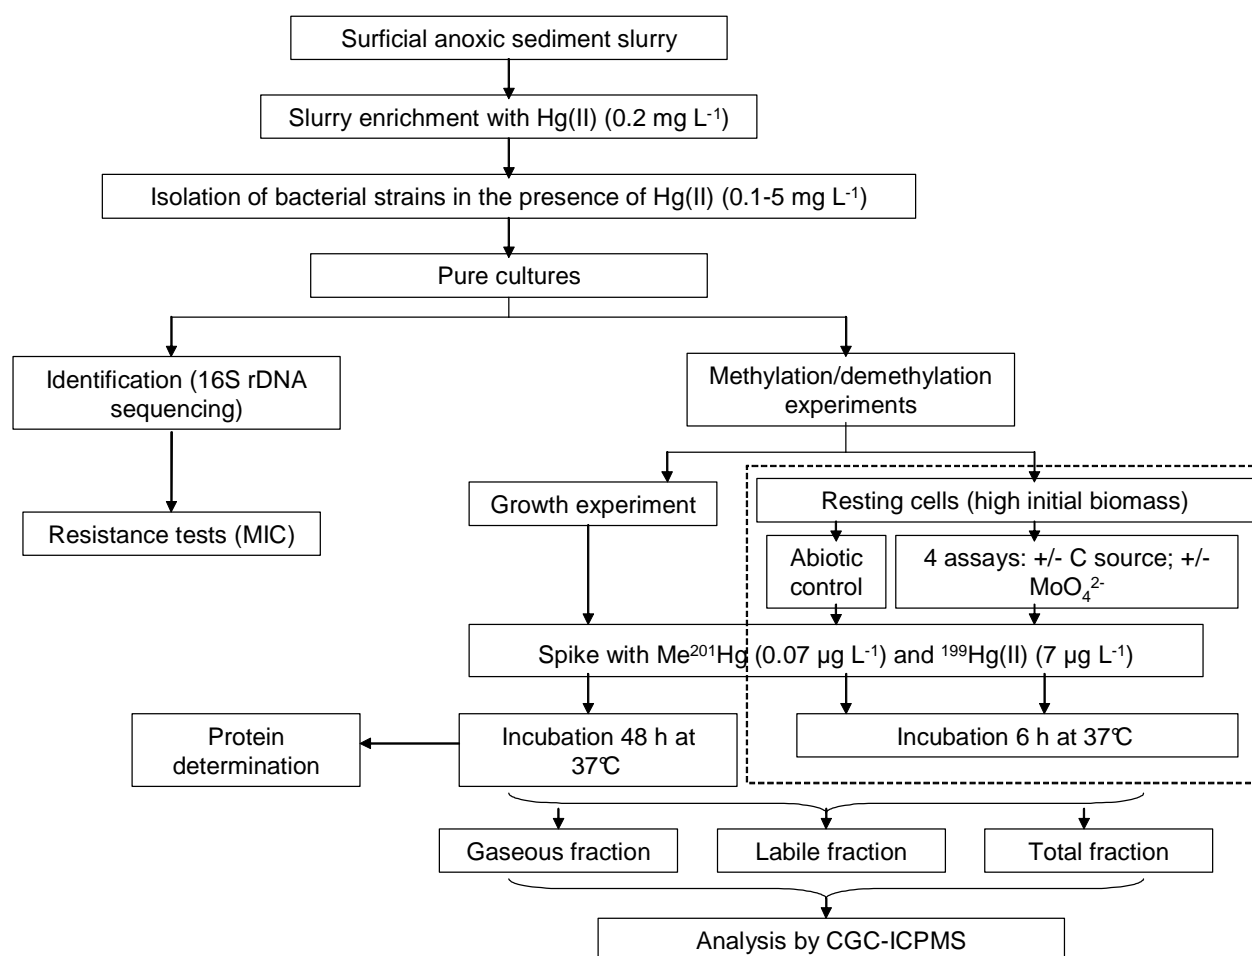 Surficial anoxic sediment slurry
Slurry enrichment with Hg(II) (0.2 mg L⁻¹)
Isolation of bacterial strains in the presence of Hg(II) (0.1-5 mg L⁻¹)
Pure cultures
Identification (16S rDNA
sequencing)
Methylation/demethylation
experiments
Resistance tests (MIC)
Growth experiment
Resting cells (high initial biomass)
Abiotic
control
4 assays: +/- C source; +/-
MoO₄²⁻
Spike with Me²⁰¹Hg (0.07 µg L⁻¹) and ¹⁹⁹Hg(II) (7 µg L⁻¹)
Protein
determination
Incubation 48 h at
37°C
Incubation 6 h at 37°C
Gaseous fraction
Labile fraction
Total fraction
Analysis by CGC-ICPMS